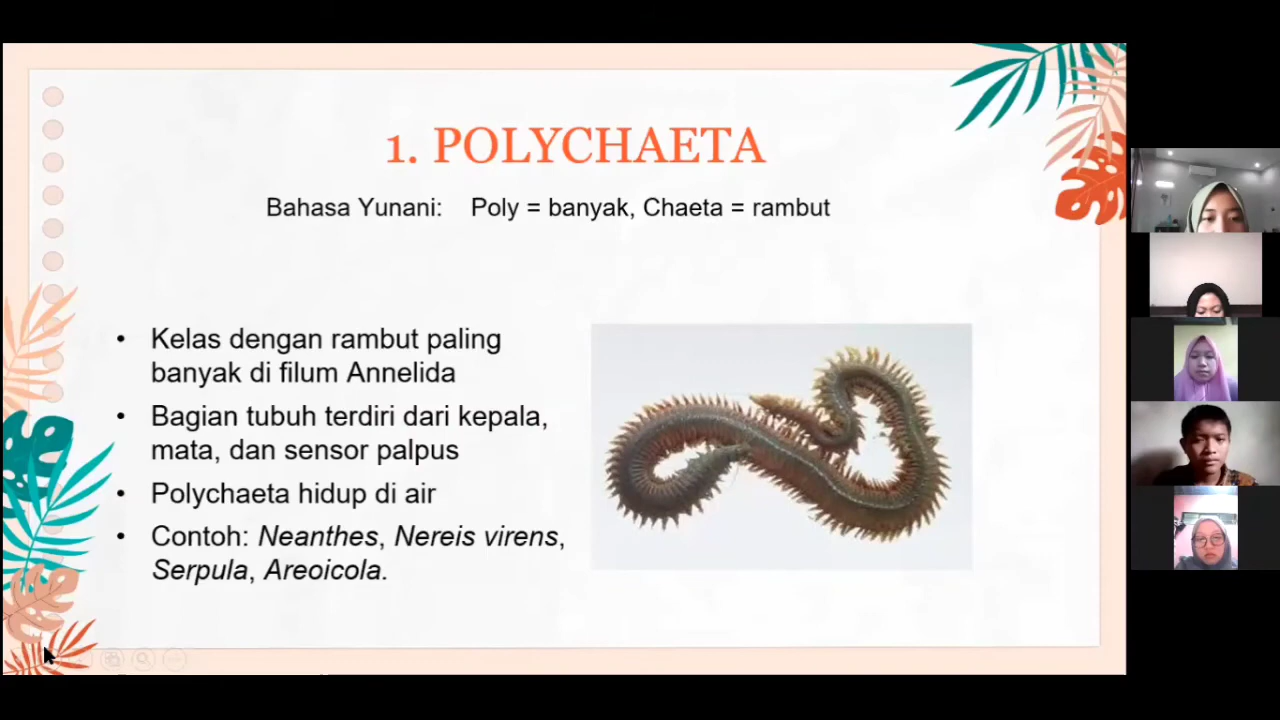 1. POLYCHAETA
Bahasa Yunani: Poly = banyak, Chaeta = rambut
• Kelas dengan rambut paling
banyak di filum Annelida
• Bagian tubuh terdiri dari kepala,
mata, dan sensor palpus
• Polychaeta hidup di air
• Contoh: Neanthes, Nereis virens,
Serpula, Areoicola.